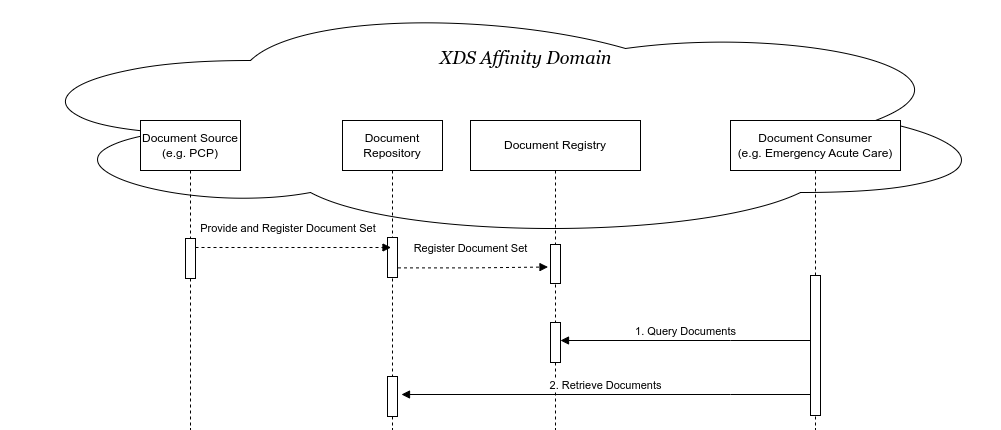 XDS Affinity Domain
Document Source
(e.g. PCP)
Document
Repository
Document Registry
Document Consumer
(e.g. Emergency Acute Care)
Provide and Register Document Set
Register Document Set
1. Query Documents
2. Retrieve Documents